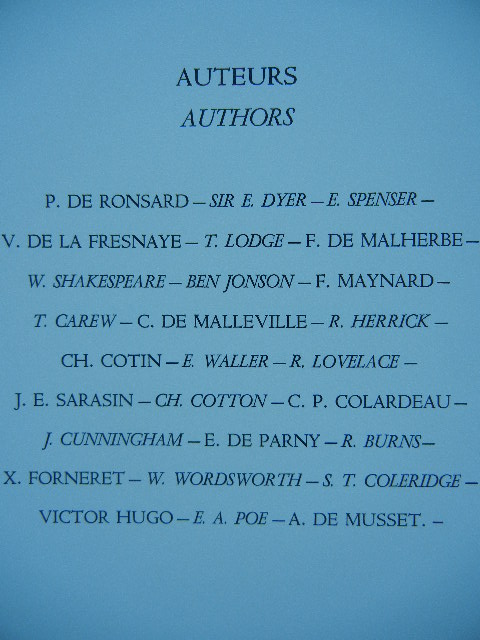 AUTEURS
AUTHORS
P. DE RONSARD – SIR E. DYER – E. SPENSER –
V. DE LA FRESNAYE – T. LODGE – F. DE MALHERBE –
W. SHAKESPEARE – BEN JONSON – F. MAYNARD –
T. CAREW – C. DE MALLEVILLE – R. HERRICK –
CH. COTIN – E. WALLER – R. LOVELACE –
J. E. SARASIN – CH. COTTON – C. P. COLARDEAU –
J. CUNNINGHAM – E. DE PARNY – R. BURNS –
X. FORNERET – W. WORDSWORTH – S. T. COLERIDGE –
VICTOR HUGO – E. A. POE – A. DE MUSSET. –